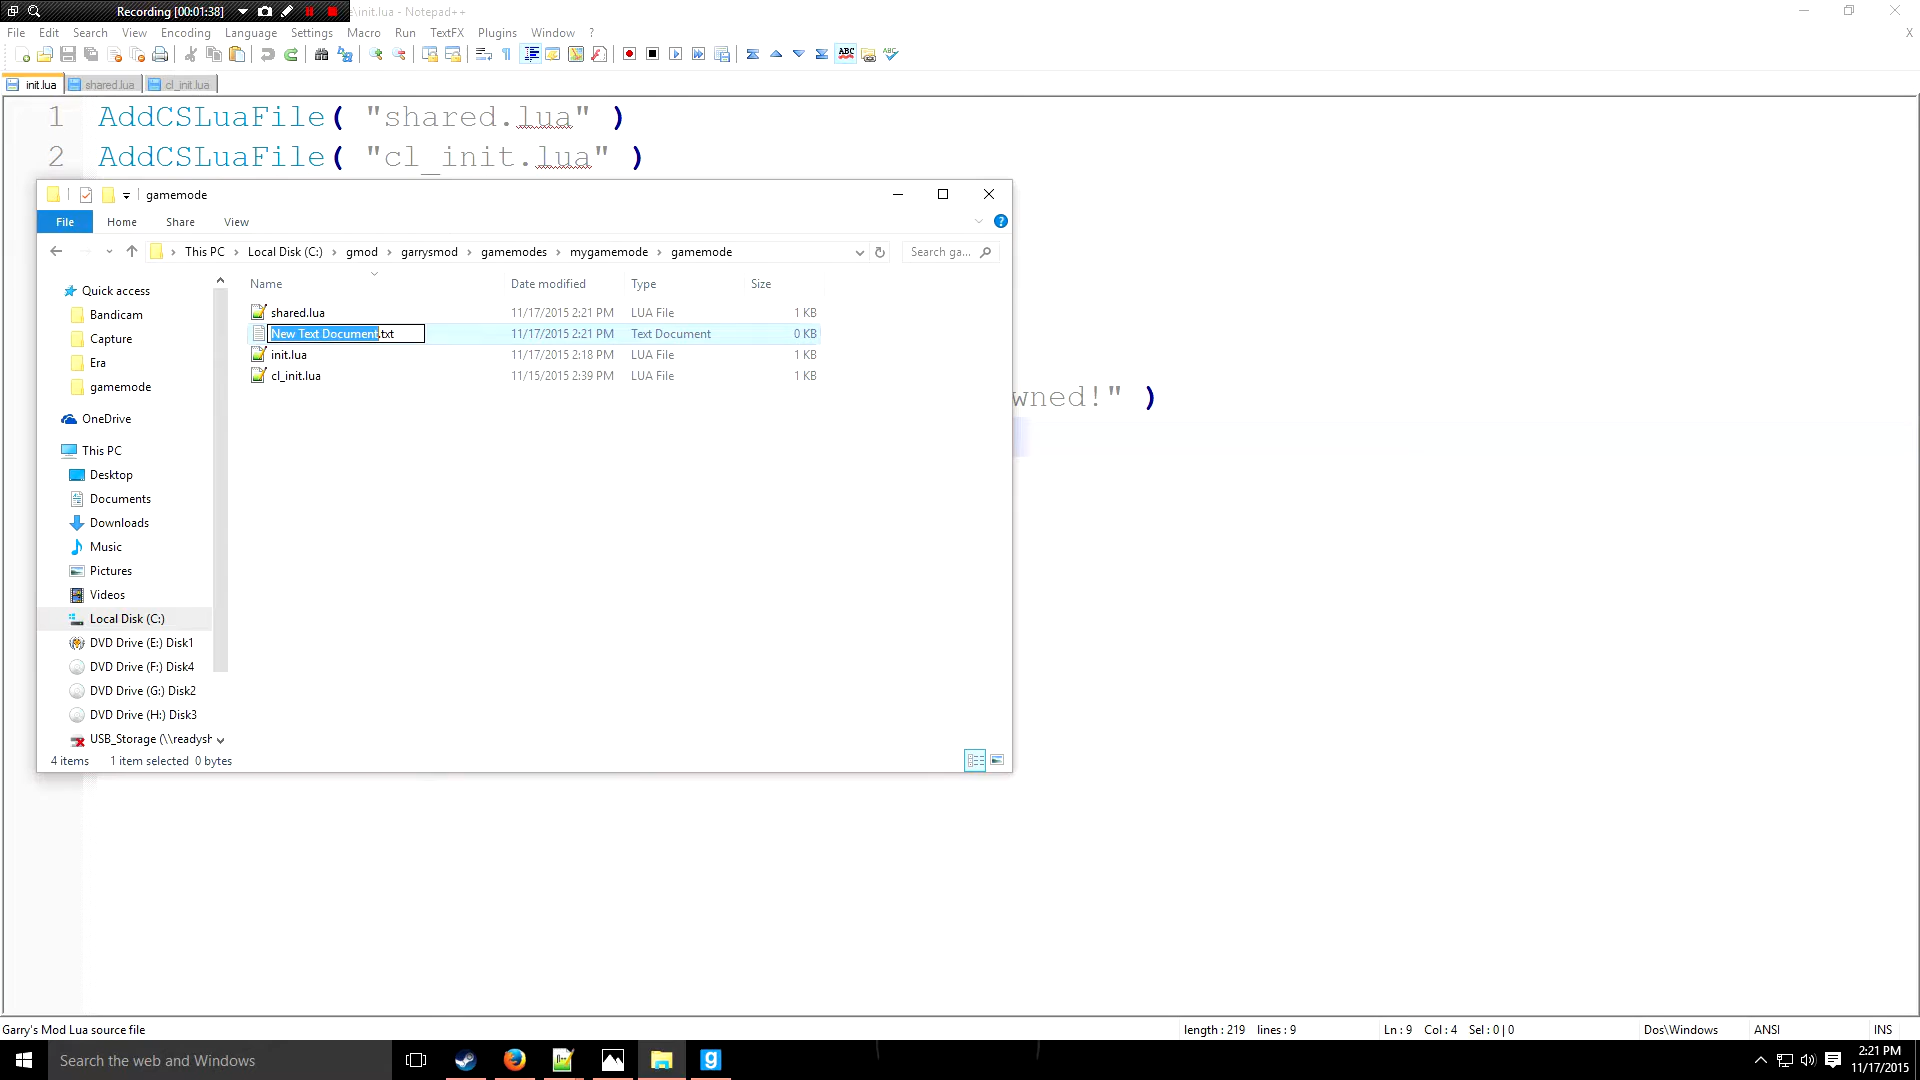 Recording [00:01:38]
\init.lua - Notepad++
File Edit Search View Encoding Language Settings Macro Run TextFX Plugins Window ?
X
init.lua shared.lua cl_init.lua
1 AddCSLuaFile( "shared.lua" )
2 AddCSLuaFile( "cl_init.lua" )
wned!" )
gamemode
File Home Share View
This PC > Local Disk (C:) > gmod > garrysmod > gamemodes > mygamemode > gamemode
Search ga...
Name Date modified Type Size
shared.lua 11/17/2015 2:21 PM LUA File 1 KB
New Text Document.txt 11/17/2015 2:21 PM Text Document 0 KB
init.lua 11/17/2015 2:18 PM LUA File 1 KB
cl_init.lua 11/15/2015 2:39 PM LUA File 1 KB
Quick access
Bandicam
Capture
Era
gamemode
OneDrive
This PC
Desktop
Documents
Downloads
Music
Pictures
Videos
Local Disk (C:)
DVD Drive (E:) Disk1
DVD Drive (F:) Disk4
DVD Drive (G:) Disk2
DVD Drive (H:) Disk3
USB_Storage (\\readysh
4 items 1 item selected 0 bytes
Garry's Mod Lua source file length : 219 lines : 9 Ln : 9 Col : 4 Sel : 0 | 0 Dos\Windows ANSI INS
Search the web and Windows
2:21 PM
11/17/2015